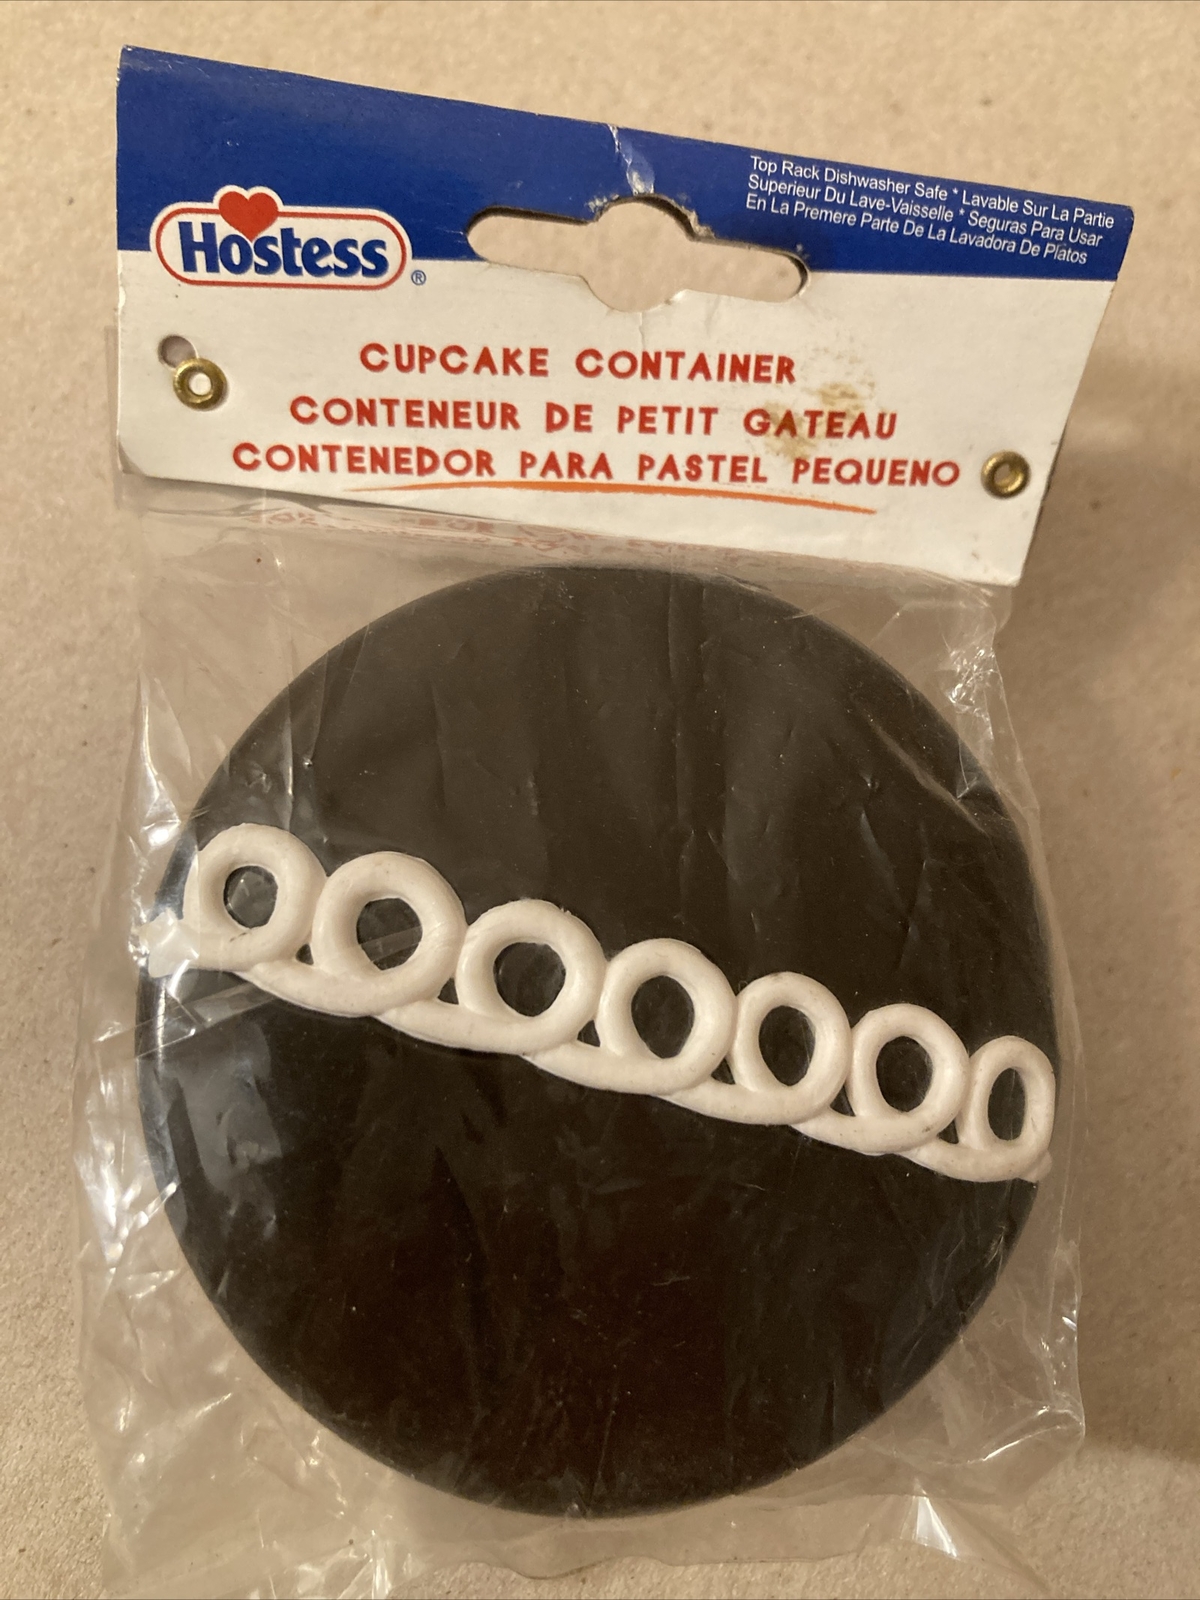 Hostess®
Top Rack Dishwasher Safe * Lavable Sur La Partie
Superieur Du Lave-Vaisselle * Seguras Para Usar
En La Premere Parte De La Lavadora De Platos
CUPCAKE CONTAINER
CONTENEUR DE PETIT GATEAU
CONTENEDOR PARA PASTEL PEQUENO